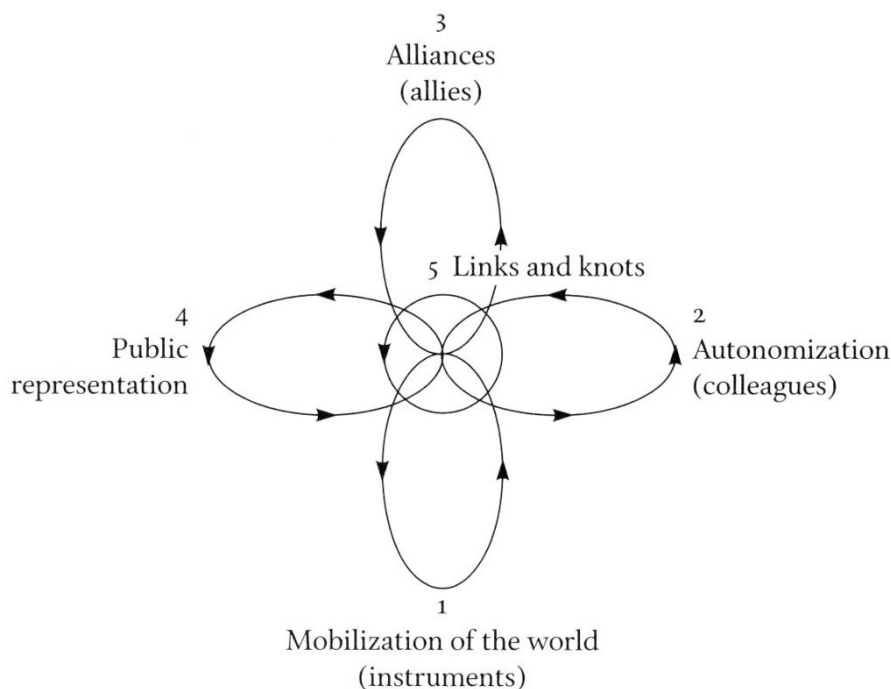 3
Alliances
(allies)
5 Links and knots
4
Public
representation
2
Autonomization
(colleagues)
1
Mobilization of the world
(instruments)